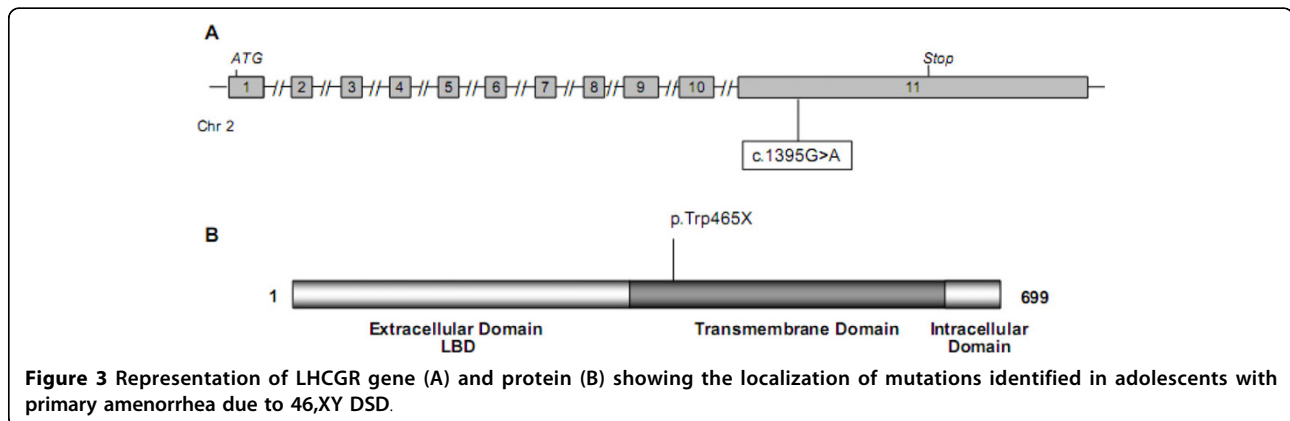 A
ATG
Stop
1 2 3 4 5 6 7 8 9 10 11
Chr 2
c.1395G>A
p.Trp465X
B
1
699
Extracellular Domain Transmembrane Domain Intracellular
LBD Domain
Figure 3 Representation of LHCGR gene (A) and protein (B) showing the localization of mutations identified in adolescents with
primary amenorrhea due to 46,XY DSD.